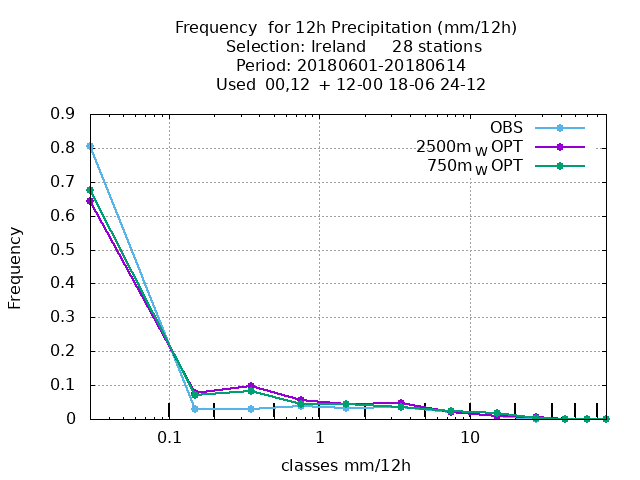 Frequency  for 12h Precipitation (mm/12h)
Selection: Ireland     28 stations
Period: 20180601-20180614
Used  00,12  + 12-00 18-06 24-12
OBS
2500m W OPT
750m W OPT
0.9
0.8
0.7
0.6
0.5
0.4
0.3
0.2
0.1
0
Frequency
0.1 1 10
classes mm/12h